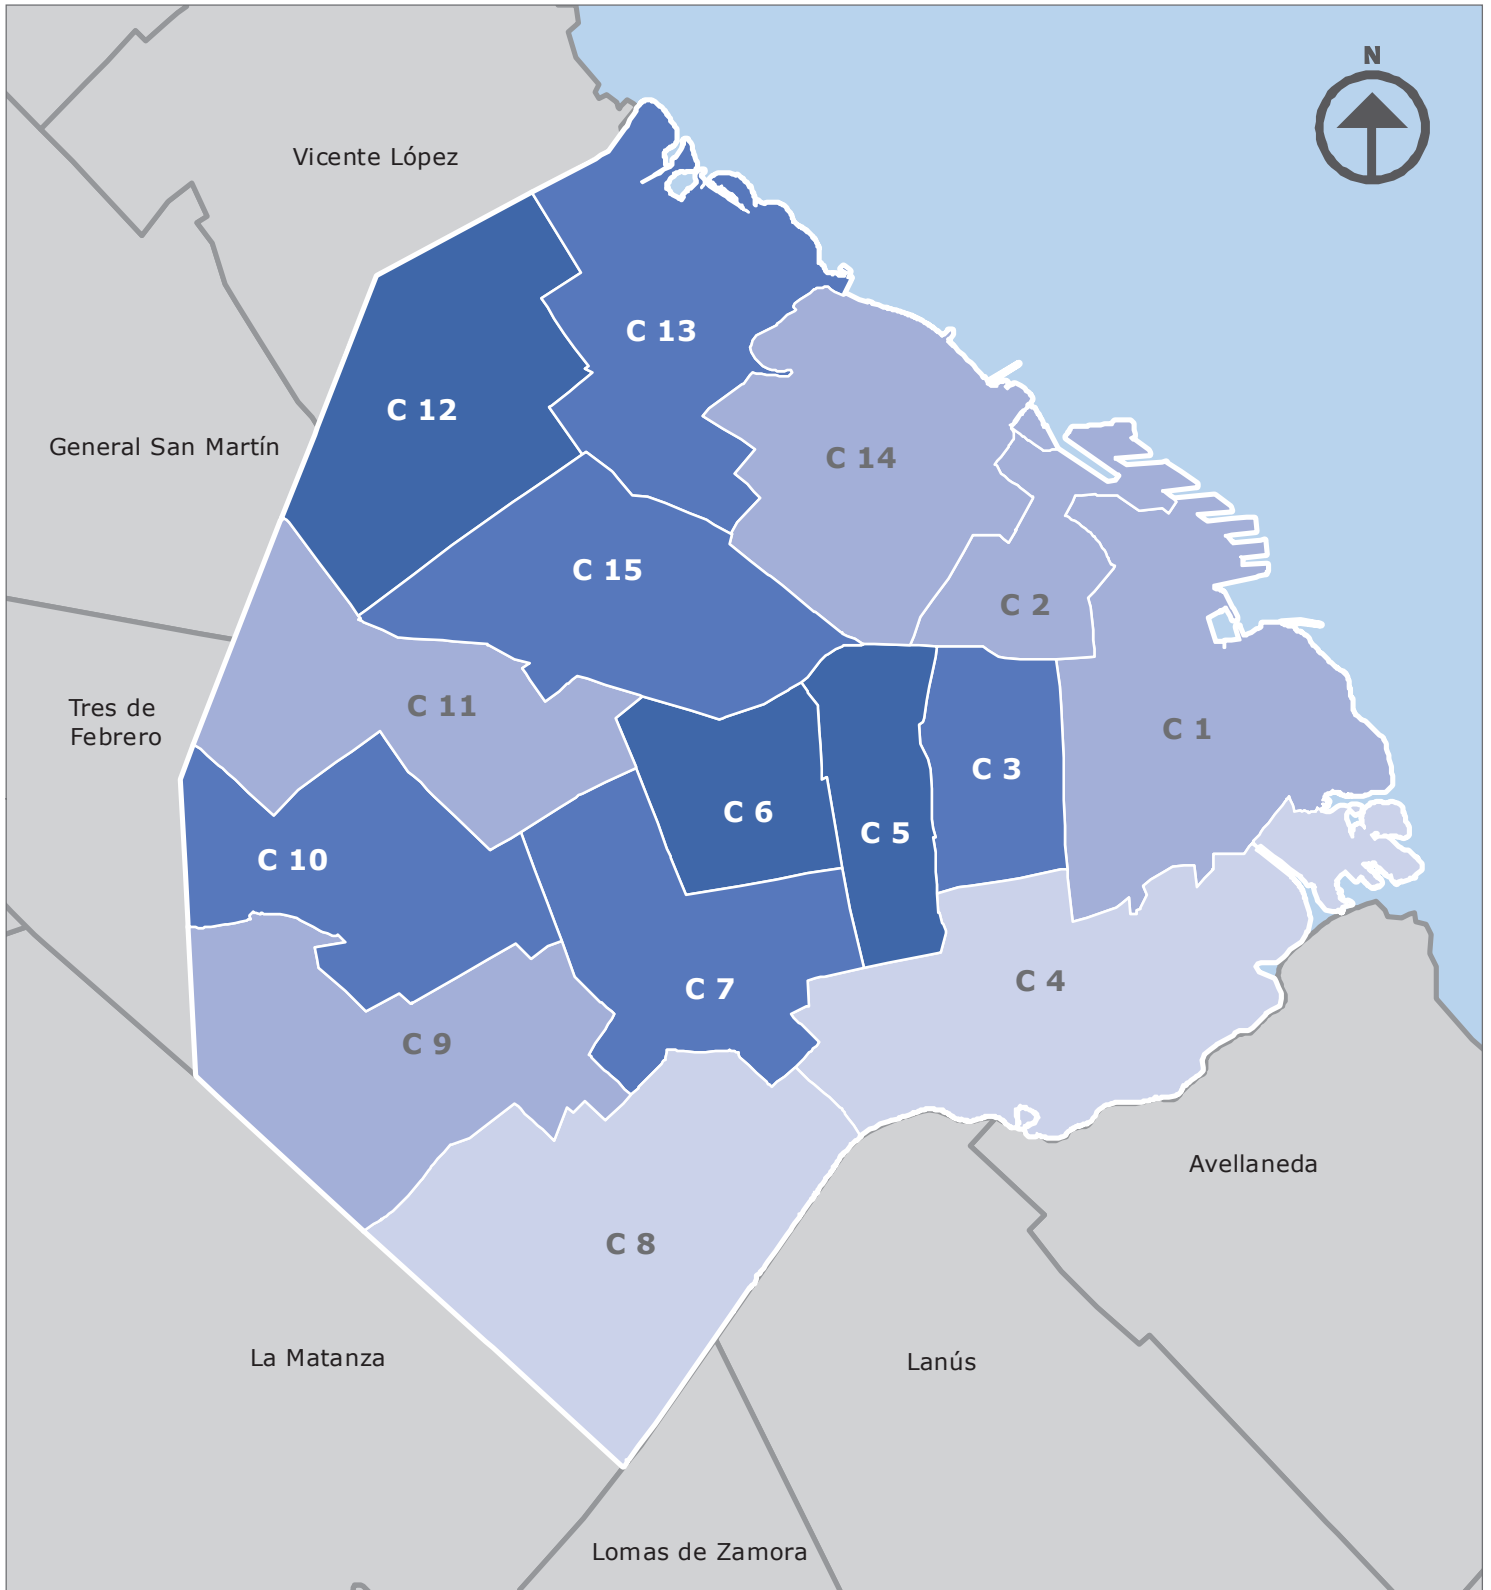 N
Vicente López
C 13
C 12
General San Martín
C 14
C 15
C 2
C 11
Tres de
Febrero
C 1
C 3
C 6
C 5
C 10
C 4
C 7
C 9
Avellaneda
C 8
La Matanza
Lanús
Lomas de Zamora